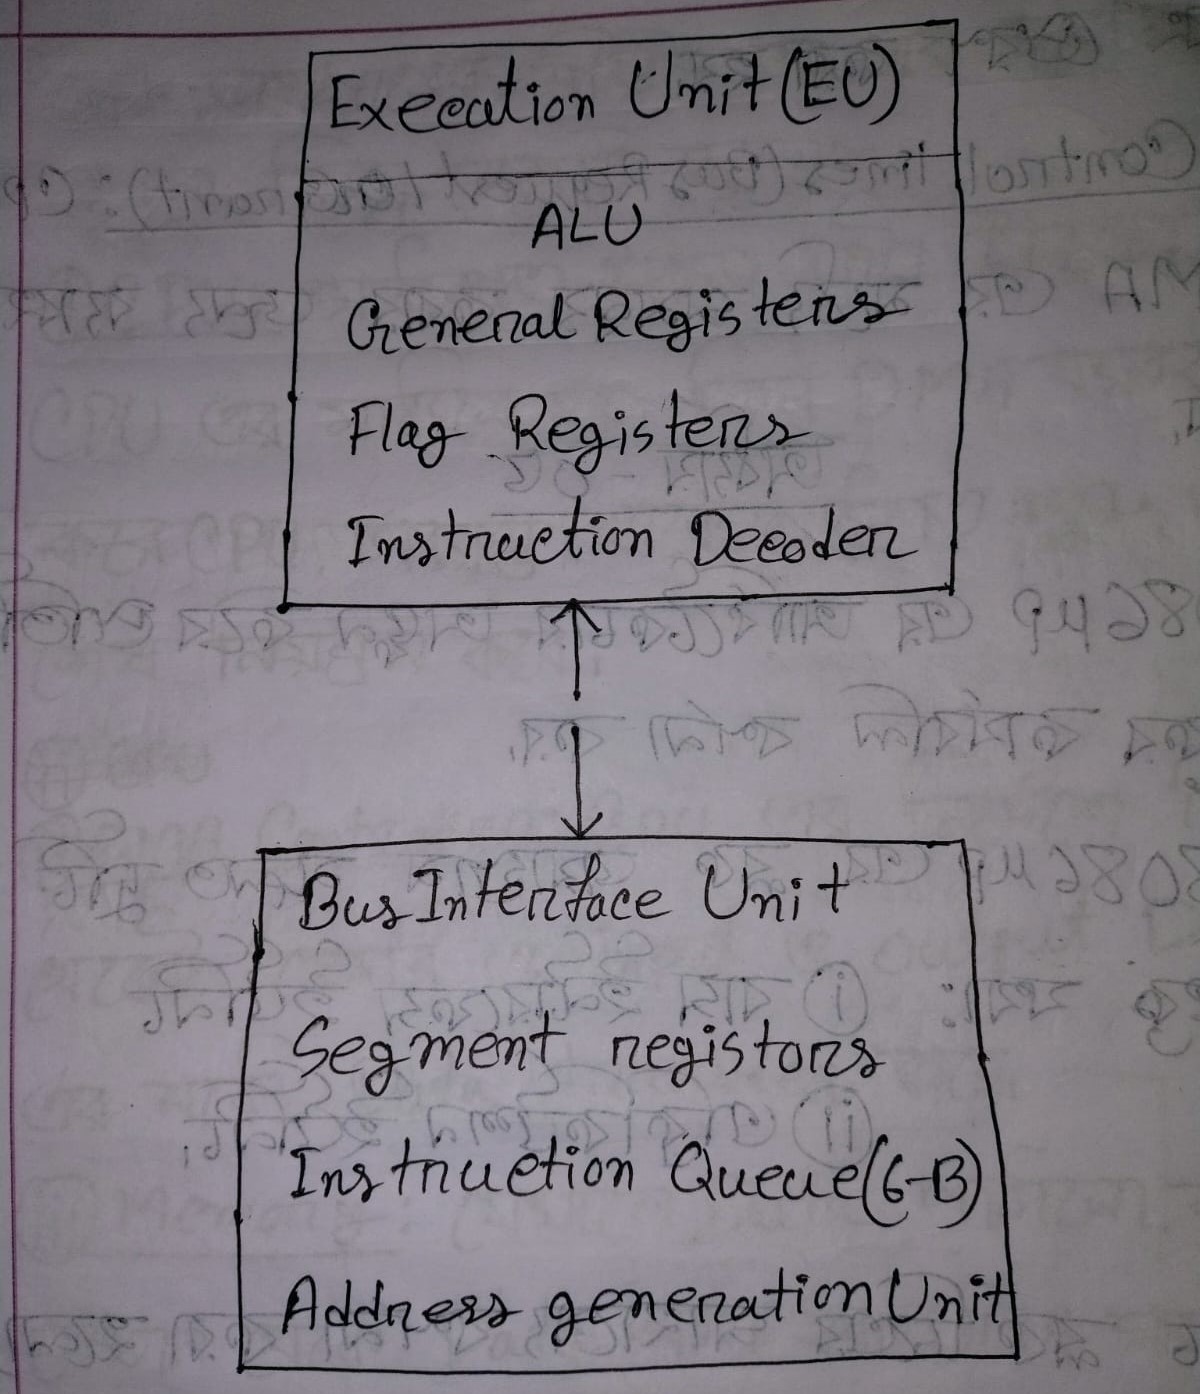 Execution Unit (EU)
ALU
General Registers
Flag Registers
Instruction Decoder
Bus Interface Unit
Segment registors
Instruction Queue (6-B)
Address generation Unit